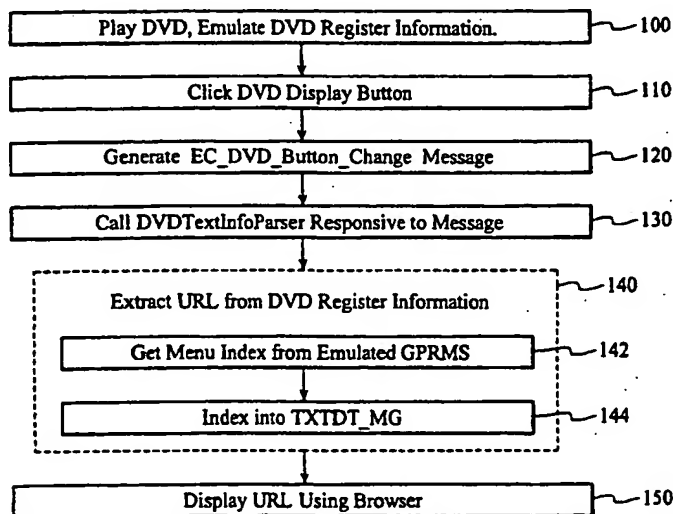 Play DVD, Emulate DVD Register Information.
100
Click DVD Display Button
110
Generate EC_DVD_Button_Change Message
120
Call DVDTextInfoParser Responsive to Message
130
140
Extract URL from DVD Register Information
Get Menu Index from Emulated GPRMS
142
Index into TXTDT_MG
144
Display URL Using Browser
150